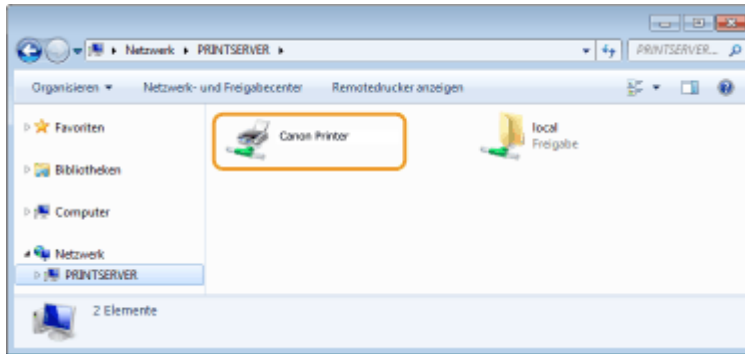 Netzwerk PRINTSERVER PRINTSERVER...
Organisieren Netzwerk- und Freigabecenter Remotedrucker anzeigen
Favoriten
Bibliotheken
Computer
Netzwerk
PRINTSERVER
Canon Printer
local
Freigabe
2 Elemente